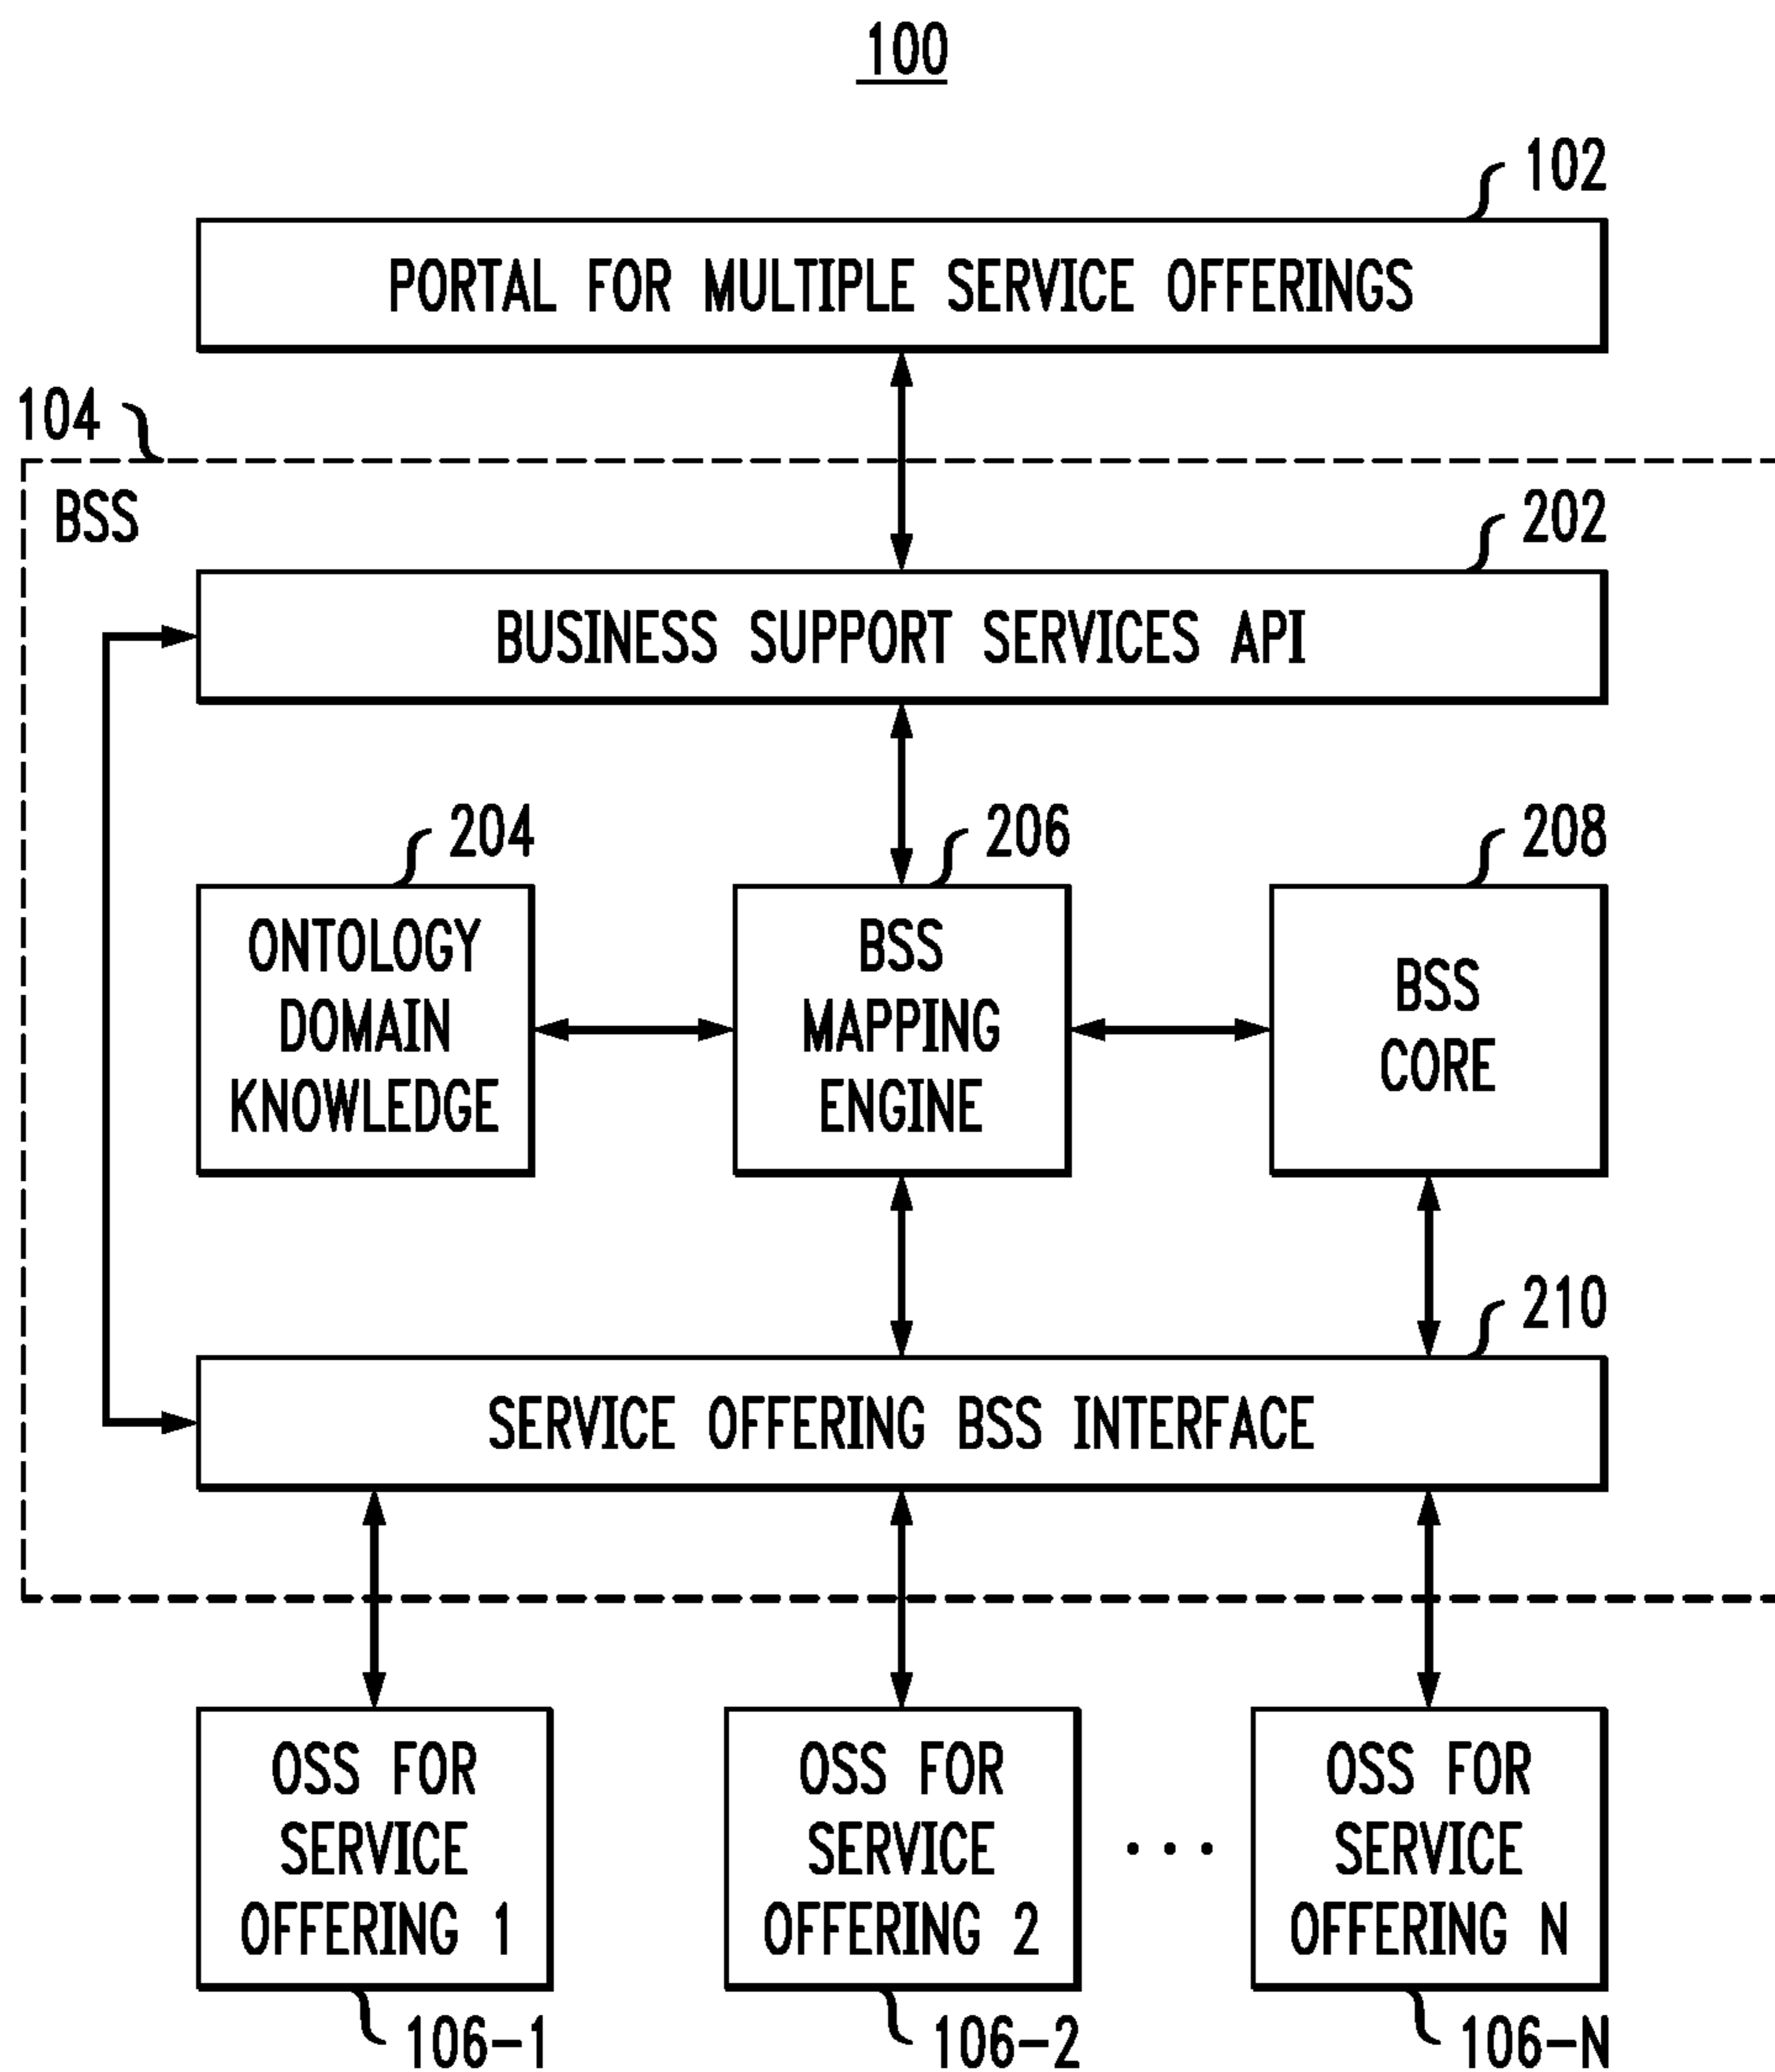 100
102
PORTAL FOR MULTIPLE SERVICE OFFERINGS
104
BSS
202
BUSINESS SUPPORT SERVICES API
204
206
208
ONTOLOGY
DOMAIN
KNOWLEDGE
BSS
MAPPING
ENGINE
BSS
CORE
210
SERVICE OFFERING BSS INTERFACE
OSS FOR
SERVICE
OFFERING 1
OSS FOR
SERVICE
OFFERING 2
...
OSS FOR
SERVICE
OFFERING N
106-1
106-2
106-N